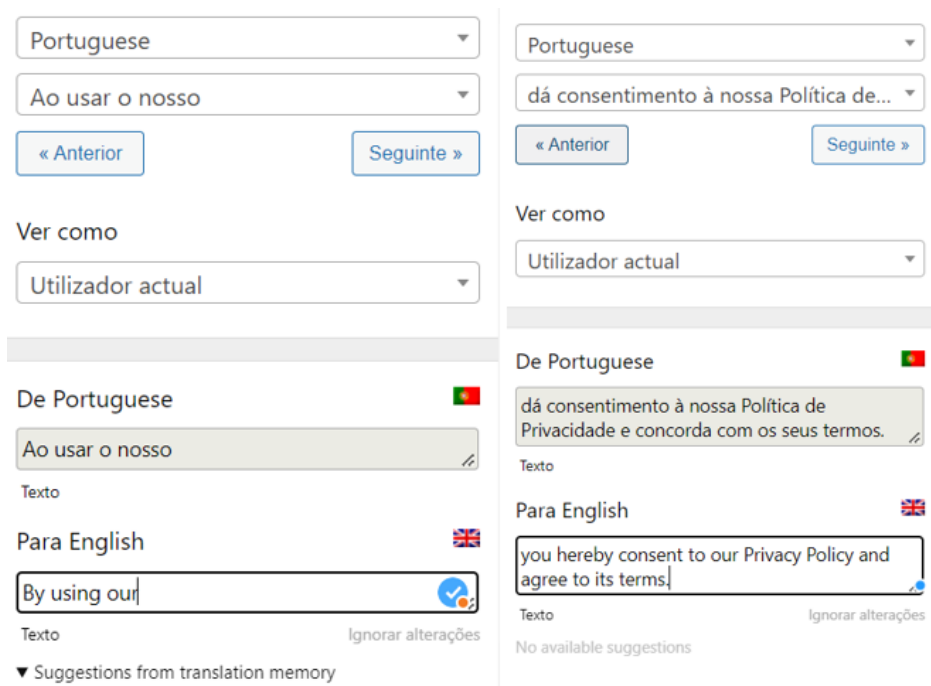 Portuguese
Ao usar o nosso
« Anterior
Seguinte »
Ver como
Utilizador actual
De Portuguese
Ao usar o nosso
Texto
Para English
By using our
Texto
Ignorar alterações
▼ Suggestions from translation memory
Portuguese
dá consentimento à nossa Política de...
« Anterior
Seguinte »
Ver como
Utilizador actual
De Portuguese
dá consentimento à nossa Política de
Privacidade e concorda com os seus termos.
Texto
Para English
you hereby consent to our Privacy Policy and
agree to its terms.
Texto
Ignorar alterações
No available suggestions